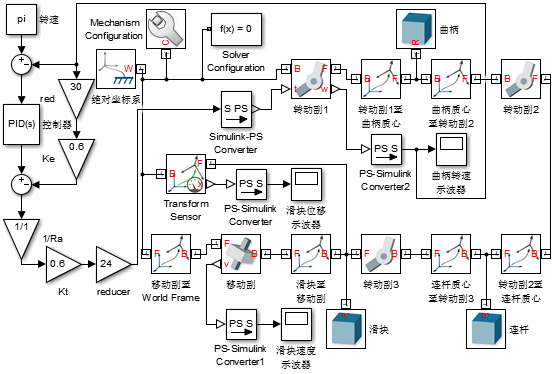 pi
转速
Mechanism
Configuration
C
f(x) = 0
Solver
Configuration
W
绝对坐标系
曲柄
R
30
red
PID(s)
控制器
0.6
Ke
S PS
Simulink-PS
Converter
B
F
t
w
转动副1
B
F
转动副1至
曲柄质心
B
F
曲柄质心
至转动副2
B
F
转动副2
PS S
PS-Simulink
Converter2
曲柄转速
示波器
B
F
X
Transform
Sensor
PS S
PS-Simulink
Converter
滑块位移
示波器
1/1
1/Ra
0.6
Kt
24
reducer
F
B
移动副至
World Frame
F
B
v
移动副
F
B
滑块至
移动副
F
B
转动副3
F
B
连杆质心
至转动副3
F
B
转动副2至
连杆质心
R
滑块
R
连杆
PS S
PS-Simulink
Converter1
滑块速度
示波器